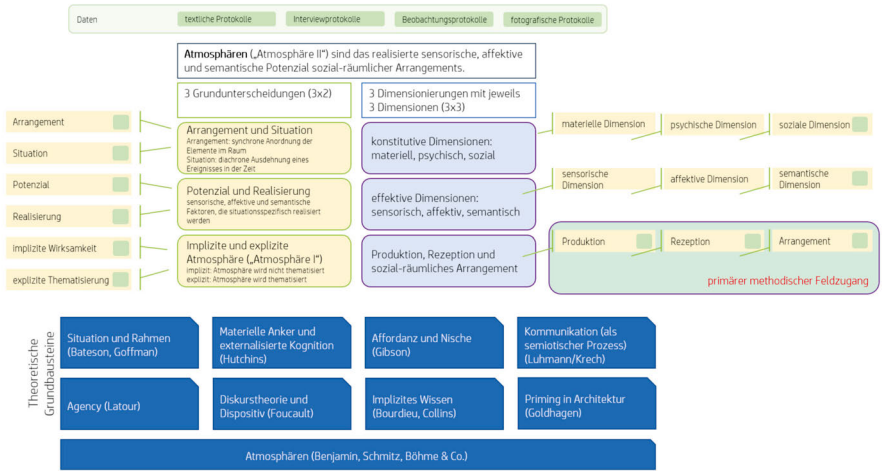 Daten
textliche Protokolle
Interviewprotokolle
Beobachtungsprotokolle
fotografische Protokolle
Atmosphären („Atmosphäre II“) sind das realisierte sensorische, affektive
und semantische Potenzial sozial-räumlicher Arrangements.
3 Grundunterscheidungen (3x2)
3 Dimensionierungen mit jeweils
3 Dimensionen (3x3)
Arrangement
Situation
Potenzial
Realisierung
implizite Wirksamkeit
explizite Thematisierung
Arrangement und Situation
Arrangement: synchrone Anordnung der
Elemente im Raum
Situation: diachrone Ausdehnung eines
Ereignisses in der Zeit
Potenzial und Realisierung
sensorische, affektive und semantische
Faktoren, die situationsspezifisch realisiert
werden
Implizite und explizite
Atmosphäre („Atmosphäre I“)
implizit: Atmosphäre wird nicht thematisiert
explizit: Atmosphäre wird thematisiert
konstitutive Dimensionen:
materiell, psychisch, sozial
effektive Dimensionen:
sensorisch, affektiv, semantisch
Produktion, Rezeption und
sozial-räumliches Arrangement
materielle Dimension
psychische Dimension
soziale Dimension
sensorische
Dimension
affektive Dimension
semantische
Dimension
Produktion
Rezeption
Arrangement
primärer methodischer Feldzugang
Theoretische
Grundbausteine
Situation und Rahmen
(Bateson, Goffman)
Materielle Anker und
externalisierte Kognition
(Hutchins)
Affordanz und Nische
(Gibson)
Kommunikation (als
semiotischer Prozess)
(Luhmann/Krech)
Agency (Latour)
Diskurstheorie und
Dispositiv (Foucault)
Implizites Wissen
(Bourdieu, Collins)
Priming in Architektur
(Goldhagen)
Atmosphären (Benjamin, Schmitz, Böhme & Co.)